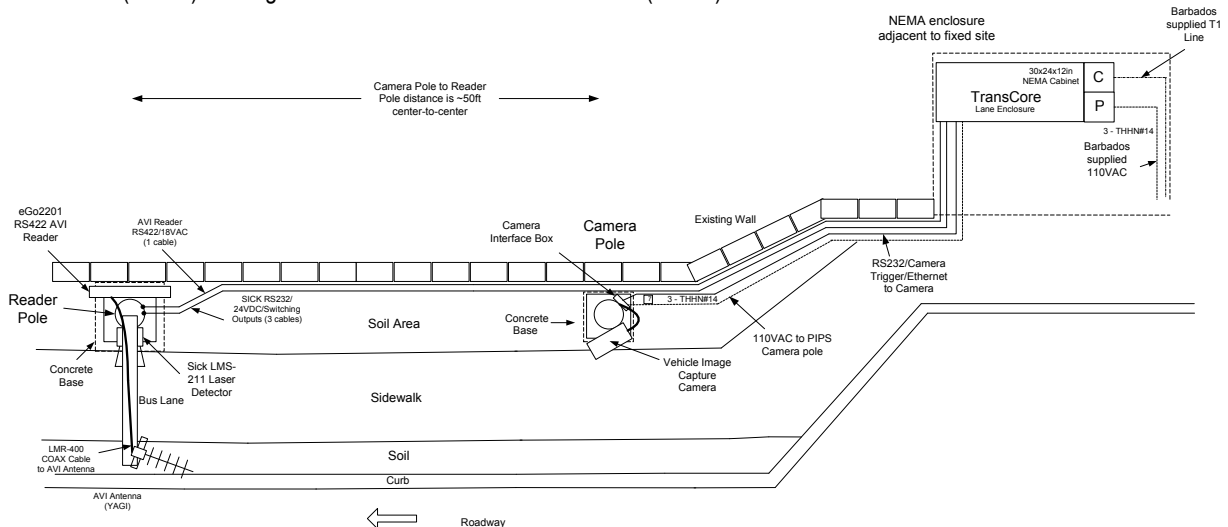 NEMA enclosure
adjacent to fixed site
Barbados
supplied T1
Line
30x24x12in
NEMA Cabinet
TransCore
Lane Enclosure
C
P
3 - THHN#14
Barbados
supplied
110VAC
Camera Pole to Reader
Pole distance is ~50ft
center-to-center
eGo2201
RS422 AVI
Reader
AVI Reader
RS422/18VAC
(1 cable)
Camera
Interface Box
Camera
Pole
Existing Wall
RS232/Camera
Trigger/Ethernet
to Camera
Reader
Pole
SICK RS232/
24VDC/Switching
Outputs (3 cables)
Soil Area
?
3 - THHN#14
Concrete
Base
110VAC to PIPS
Camera pole
Concrete
Base
Sick LMS-
211 Laser
Detector
Vehicle Image
Capture
Camera
Bus Lane
Sidewalk
LMR-400
COAX Cable
to AVI Antenna
Soil
Curb
AVI Antenna
(YAGI)
Roadway